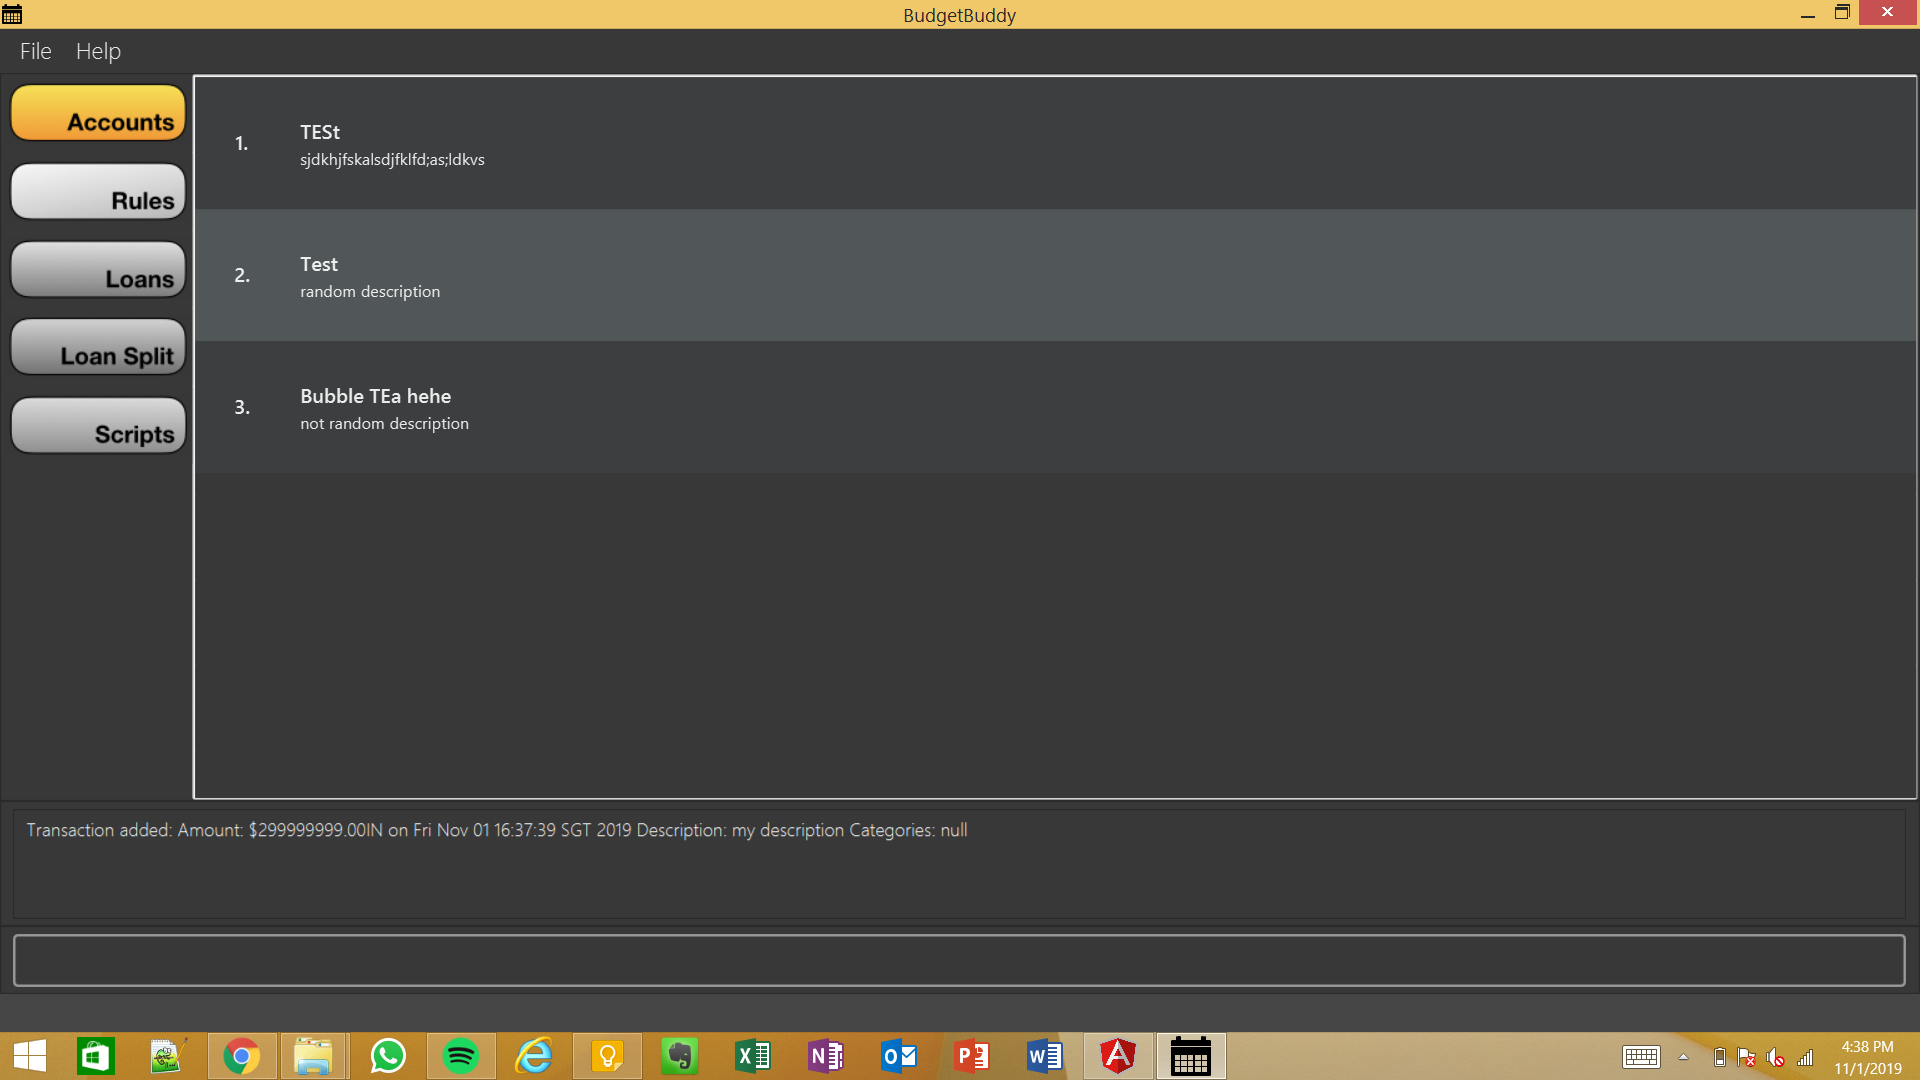 BudgetBuddy
File Help
Accounts
Rules
Loans
Loan Split
Scripts
1.
TESt
sjdkhjfskalsdjfklfd;as;ldkvs
2.
Test
random description
3.
Bubble TEa hehe
not random description
Transaction added: Amount: $299999999.00IN on Fri Nov 01 16:37:39 SGT 2019 Description: my description Categories: null
4:38 PM
11/1/2019